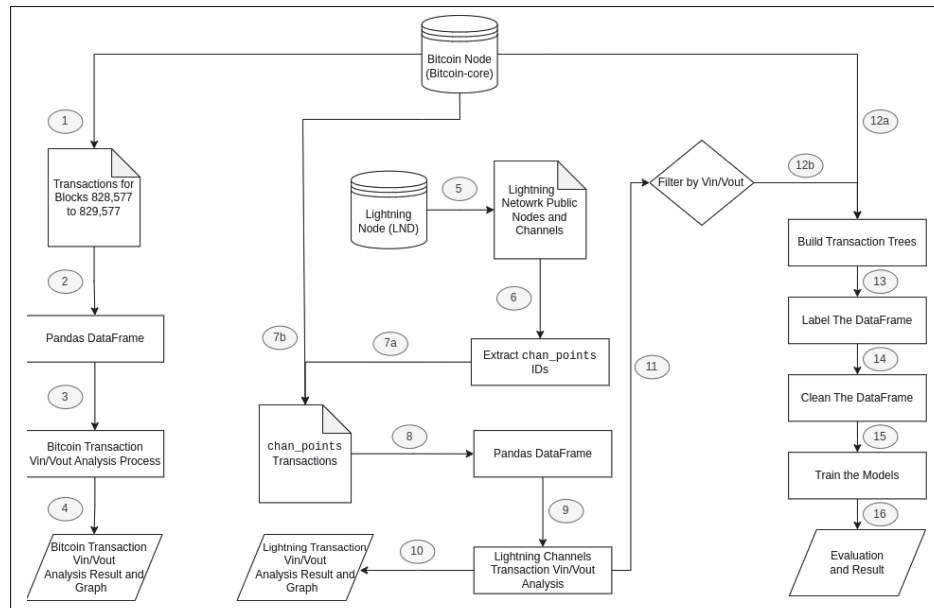 Bitcoin Node
(Bitcoin-core)
1
12a
Transactions for
Blocks 828,577
to 829,577
Lightning
Node (LND)
5
Lightning
Netowrk Public
Nodes and
Channels
Filter by Vin/Vout
12b
2
6
Build Transaction Trees
13
Pandas DataFrame
7b
7a
Extract chan_points
IDs
11
Label The DataFrame
14
3
Clean The DataFrame
15
Bitcoin Transaction
Vin/Vout Analysis Process
chan_points
Transactions
8
Pandas DataFrame
Train the Models
4
9
16
Bitcoin Transaction
Vin/Vout
Analysis Result and
Graph
Lightning Transaction
Vin/Vout
Analysis Result and
Graph
10
Lightning Channels
Transaction Vin/Vout
Analysis
Evaluation
and Result